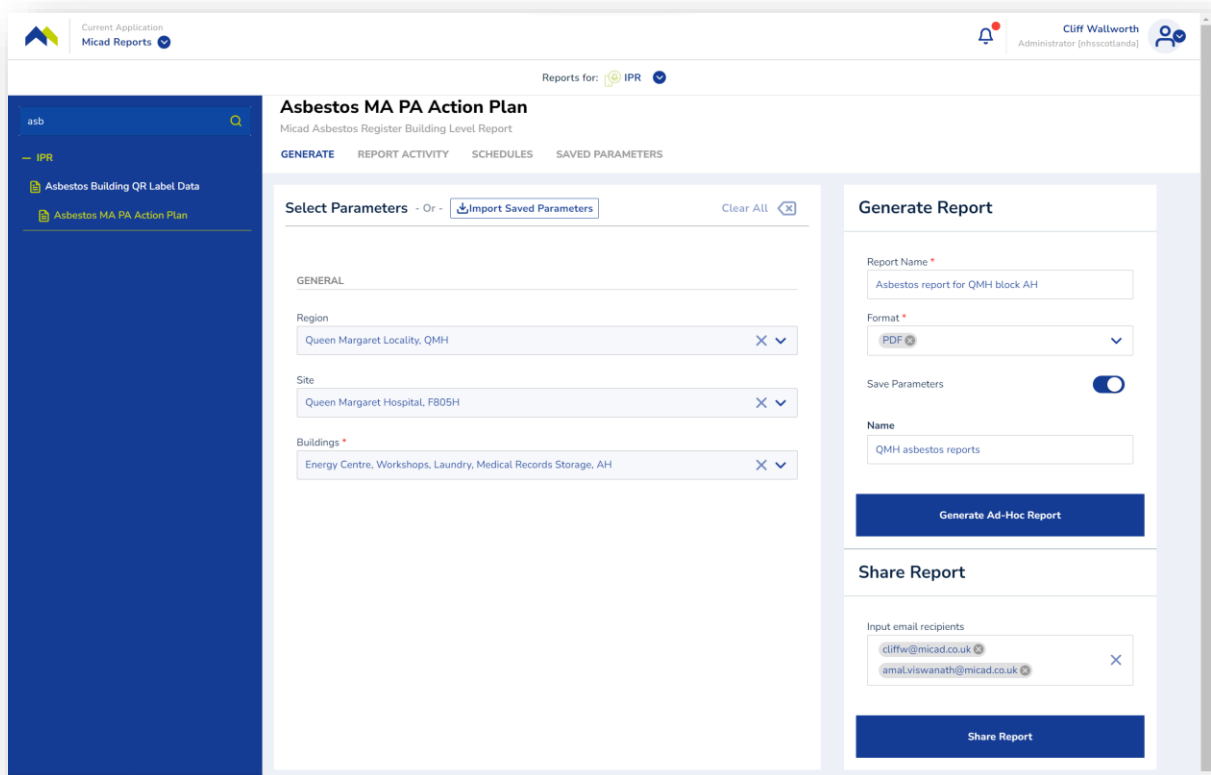 Current Application
Micad Reports
Cliff Wallworth
Administrator [nhsscotlanda]
Reports for: IPR
asb
IPR
Asbestos Building QR Label Data
Asbestos MA PA Action Plan
Asbestos MA PA Action Plan
Micad Asbestos Register Building Level Report
GENERATE REPORT ACTIVITY SCHEDULES SAVED PARAMETERS
Select Parameters - Or - Import Saved Parameters Clear All
GENERAL
Region
Queen Margaret Locality, QMH
Site
Queen Margaret Hospital, F805H
Buildings *
Energy Centre, Workshops, Laundry, Medical Records Storage, AH
Generate Report
Report Name *
Asbestos report for QMH block AH
Format *
PDF
Save Parameters
Name
QMH asbestos reports
Generate Ad-Hoc Report
Share Report
Input email recipients
cliffw@micad.co.uk
amal.viswanath@micad.co.uk
Share Report